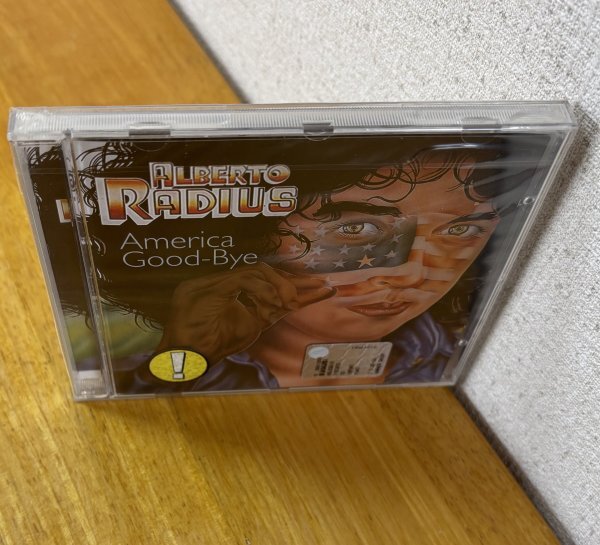 ALBERTO
RADIUS
America
Good-Bye
!